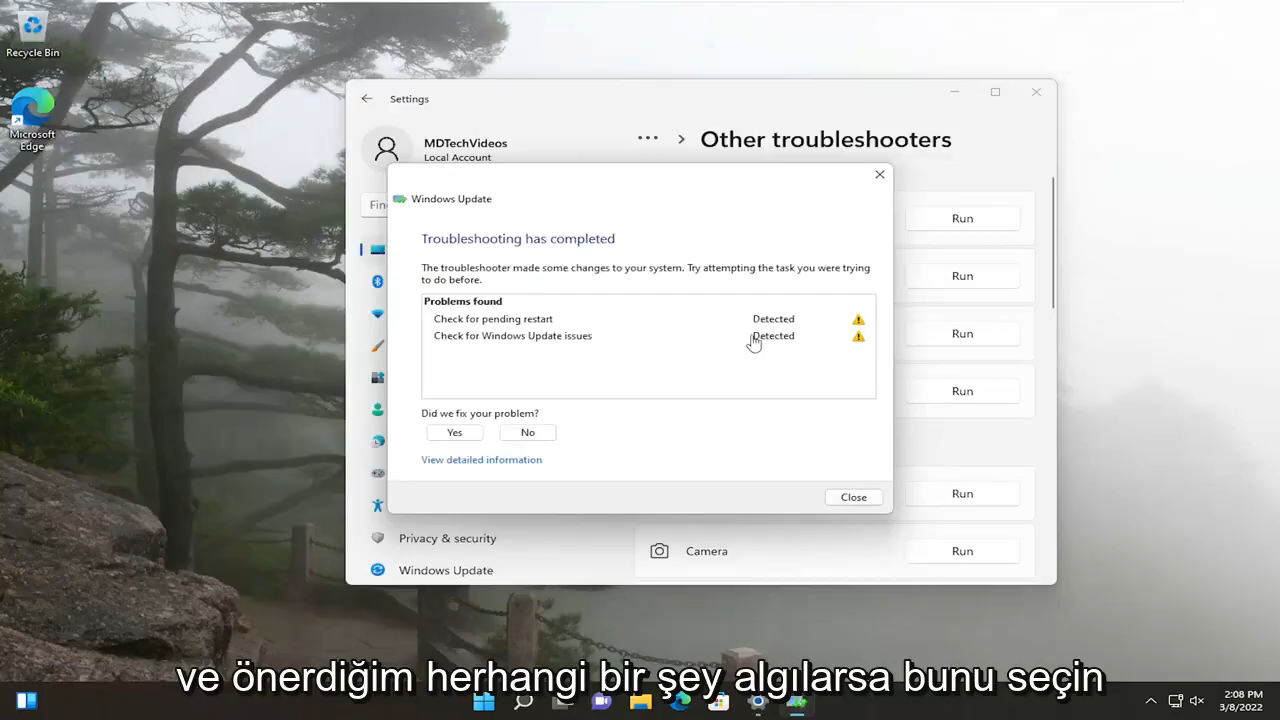 Recycle Bin
Microsoft
Edge
Settings
MDTechVideos
Local Account
... > Other troubleshooters
Windows Update
Troubleshooting has completed
The troubleshooter made some changes to your system. Try attempting the task you were trying
to do before.
Problems found
Check for pending restart Detected
Check for Windows Update issues Detected
Did we fix your problem?
Yes No
View detailed information
Close
Run
Run
Run
Run
Run
Privacy & security
Camera Run
Windows Update
ve önerdiğim herhangi bir şey algılarsa bunu seçin
2:08 PM
3/8/2022